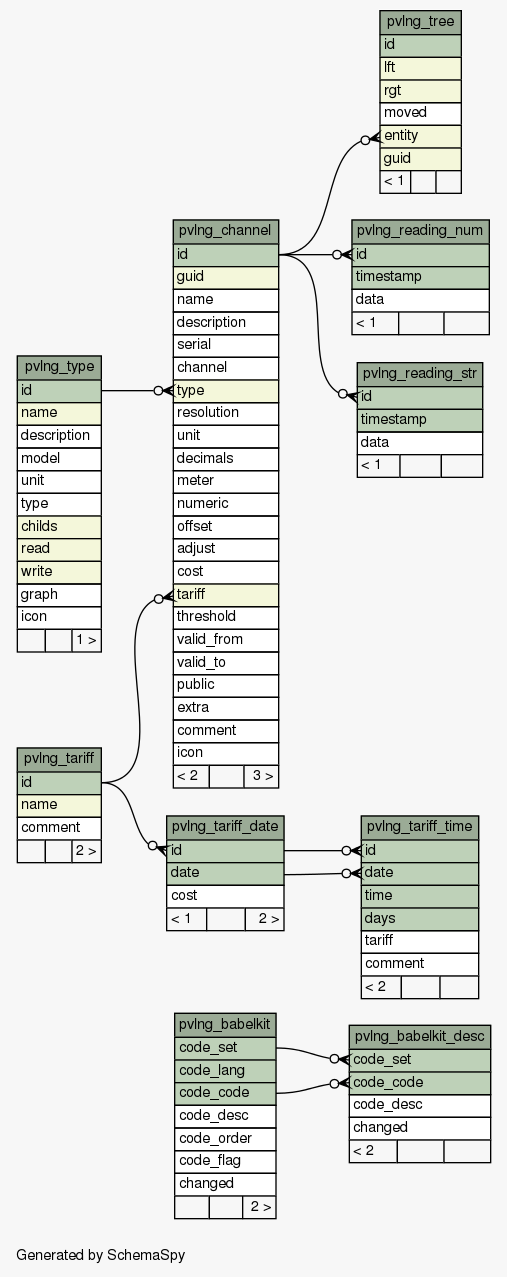 pvlng_tree
id
lft
rgt
moved
entity
guid
< 1
pvlng_channel
id
guid
name
description
serial
channel
type
resolution
unit
decimals
meter
numeric
offset
adjust
cost
tariff
threshold
valid_from
valid_to
public
extra
comment
icon
< 2 3 >
pvlng_reading_num
id
timestamp
data
< 1
pvlng_type
id
name
description
model
unit
type
childs
read
write
graph
icon
1 >
pvlng_reading_str
id
timestamp
data
< 1
pvlng_tariff
id
name
comment
2 >
pvlng_tariff_date
id
date
cost
< 1 2 >
pvlng_tariff_time
id
date
time
days
tariff
comment
< 2
pvlng_babelkit
code_set
code_lang
code_code
code_desc
code_order
code_flag
changed
2 >
pvlng_babelkit_desc
code_set
code_code
code_desc
changed
< 2
Generated by SchemaSpy